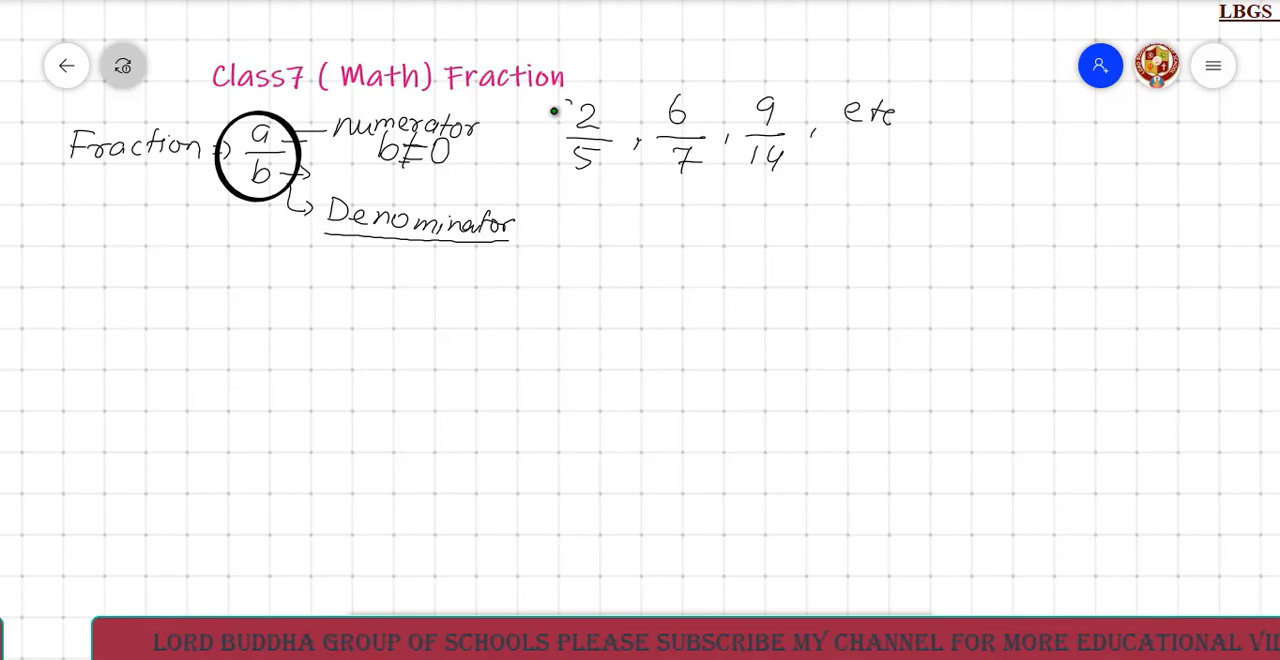 LBGS
Class7 ( Math) Fraction
Fraction → a/b
numerator
b≠0
Denominator
2/5 , 6/7 , 9/14 , etc
LORD BUDDHA GROUP OF SCHOOLS PLEASE SUBSCRIBE MY CHANNEL FOR MORE EDUCATIONAL VI